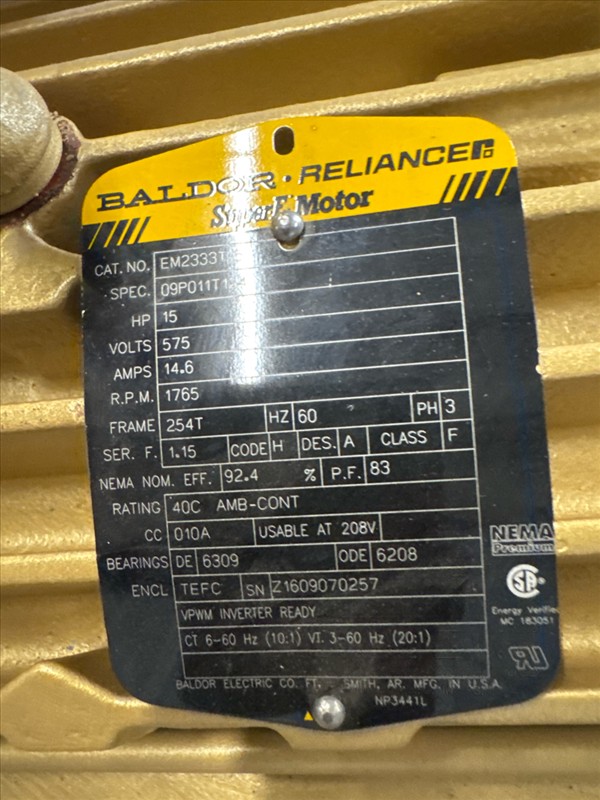 BALDOR • RELIANCE
SuperE Motor
CAT. NO. EM2333T
SPEC. 09P011T1
HP 15
VOLTS 575
AMPS 14.6
R.P.M. 1765
FRAME 254T HZ 60 PH 3
SER. F. 1.15 CODE H DES. A CLASS F
NEMA NOM. EFF. 92.4 % P.F. 83
RATING 40C AMB-CONT
CC 010A USABLE AT 208V
BEARINGS DE 6309 ODE 6208
ENCL TEFC SN Z1609070257
VPWM INVERTER READY
CT 6-60 Hz (10:1) VT. 3-60 Hz (20:1)
NEMA
Premium
Energy Verified
MC 183051
BALDOR ELECTRIC CO. FT. SMITH, AR. MFG. IN U.S.A.
NP3441L